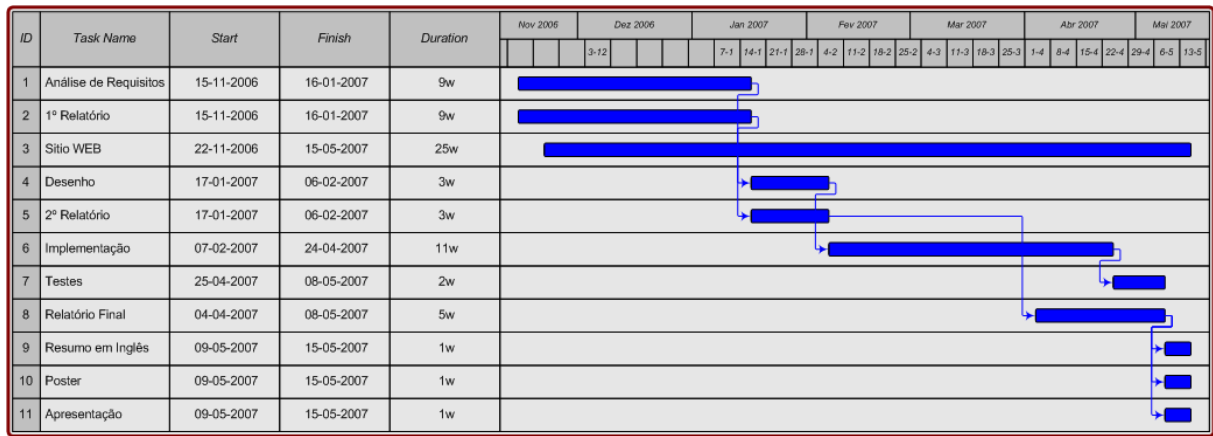 ID Task Name Start Finish Duration Nov 2006 Dez 2006 Jan 2007 Fev 2007 Mar 2007 Abr 2007 Mai 2007
3-12 7-1 14-1 21-1 28-1 4-2 11-2 18-2 25-2 4-3 11-3 18-3 25-3 1-4 8-4 15-4 22-4 29-4 6-5 13-5
1 Análise de Requisitos 15-11-2006 16-01-2007 9w
2 1º Relatório 15-11-2006 16-01-2007 9w
3 Sitio WEB 22-11-2006 15-05-2007 25w
4 Desenho 17-01-2007 06-02-2007 3w
5 2º Relatório 17-01-2007 06-02-2007 3w
6 Implementação 07-02-2007 24-04-2007 11w
7 Testes 25-04-2007 08-05-2007 2w
8 Relatório Final 04-04-2007 08-05-2007 5w
9 Resumo em Inglês 09-05-2007 15-05-2007 1w
10 Poster 09-05-2007 15-05-2007 1w
11 Apresentação 09-05-2007 15-05-2007 1w